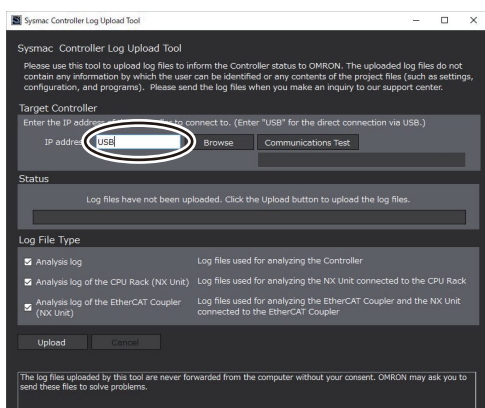 Sysmac Controller Log Upload Tool
Sysmac Controller Log Upload Tool
Please use this tool to upload log files to inform the Controller status to OMRON. The uploaded log files do not
contain any information by which the user can be identified or any contents of the project files (such as settings,
configuration, and programs). Please send the log files when you make an inquiry to our support center.
Target Controller
Enter the IP address of the to connect to. (Enter "USB" for the direct connection via USB.)
IP address USB Browse Communications Test
Status
Log files have not been uploaded. Click the Upload button to upload the log files.
Log File Type
Analysis log Log files used for analyzing the Controller
Analysis log of the CPU Rack (NX Unit) Log files used for analyzing the NX Unit connected to the CPU Rack
Analysis log of the EtherCAT Coupler Log files used for analyzing the EtherCAT Coupler and the NX Unit
(NX Unit) connected to the EtherCAT Coupler
Upload Cancel
The log files uploaded by this tool are never forwarded from the computer without your consent. OMRON may ask you to
send these files to solve problems.